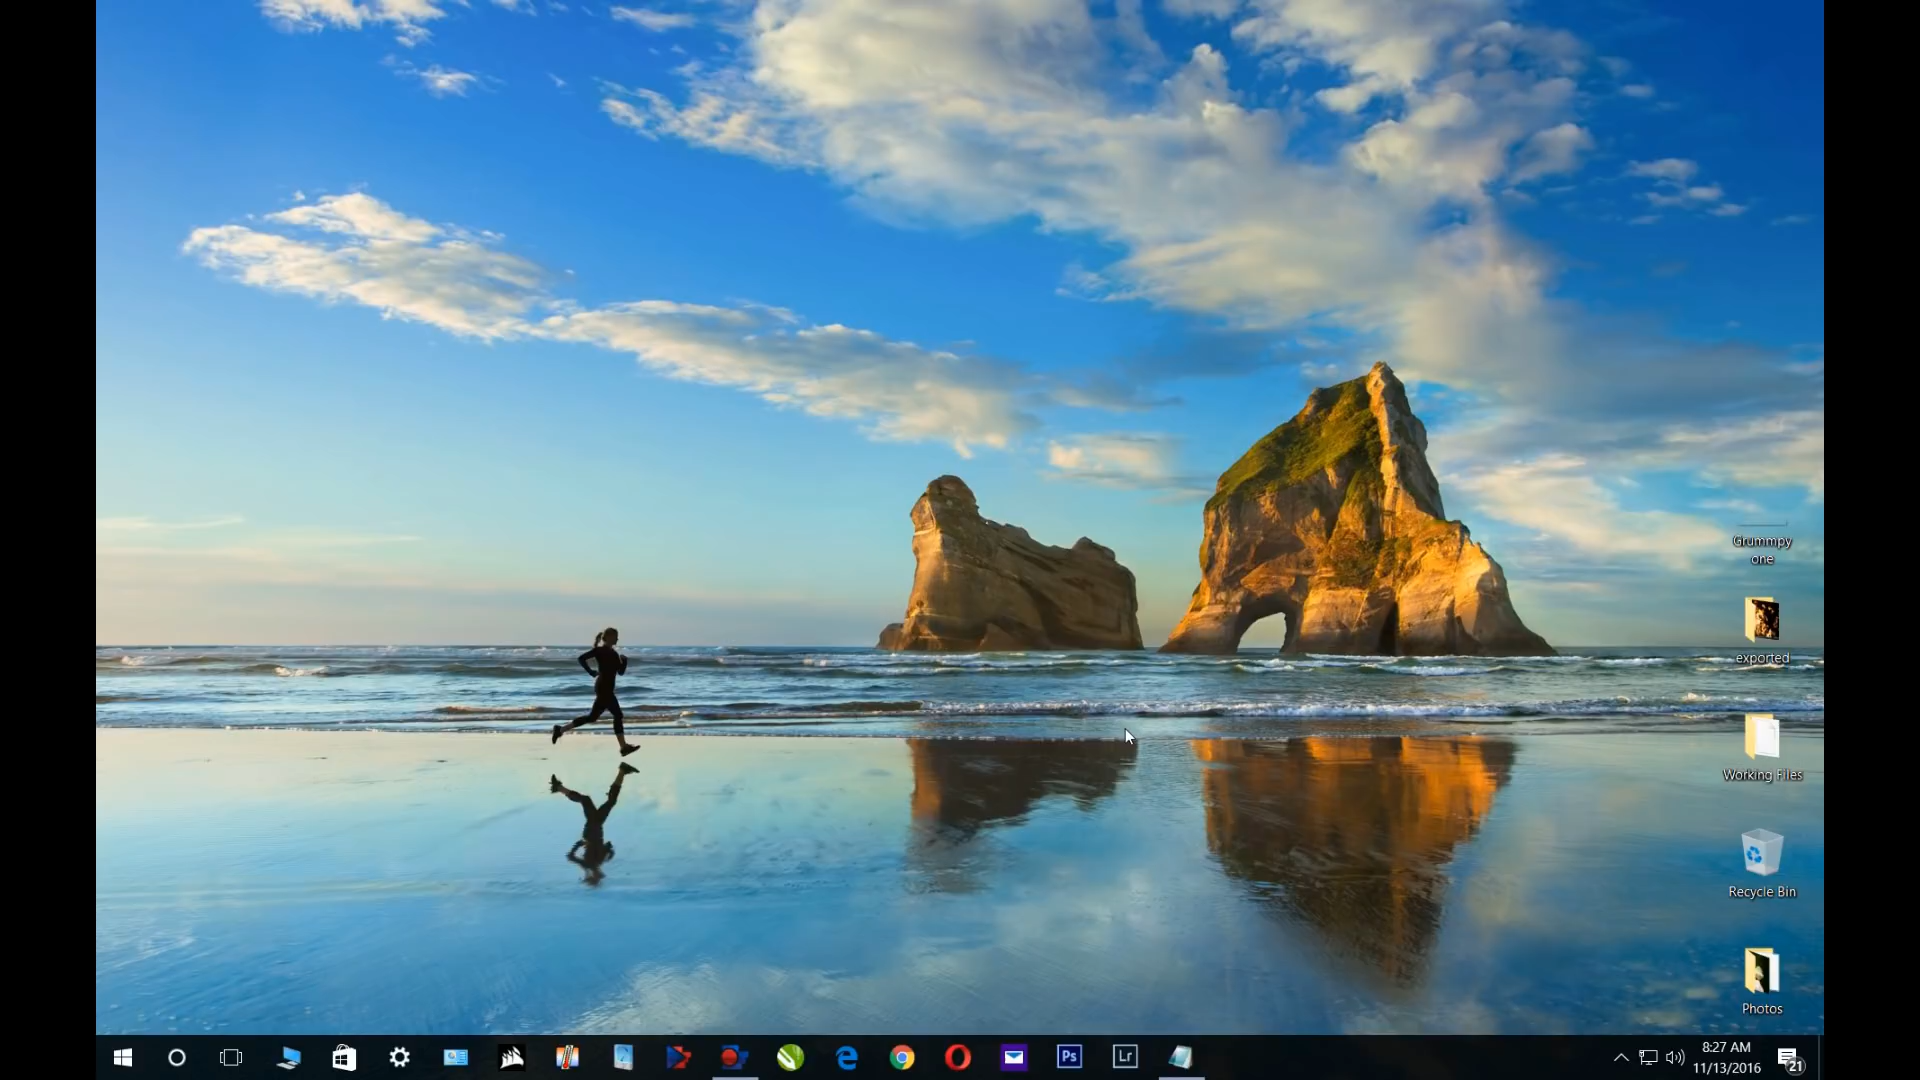 Grummpy
one
exported
Working Files
Recycle Bin
Photos
Ps
Lr
8:27 AM
11/13/2016
21